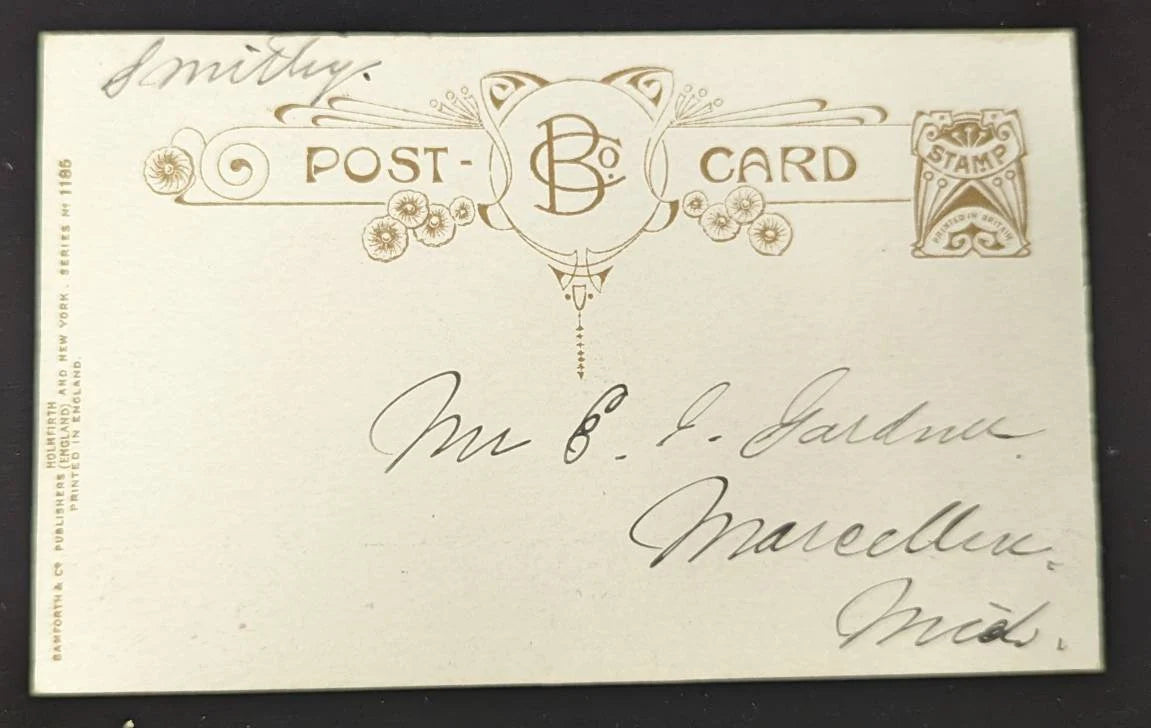 Smithy.
POST- BCo. CARD
STAMP
PRINTED IN BRITAIN
Mr E. I. Gardner
Marcellus.
Mich.
HOLMFIRTH
BAMFORTH & Co PUBLISHERS (ENGLAND) AND NEW YORK. SERIES No 1185
PRINTED IN ENGLAND.